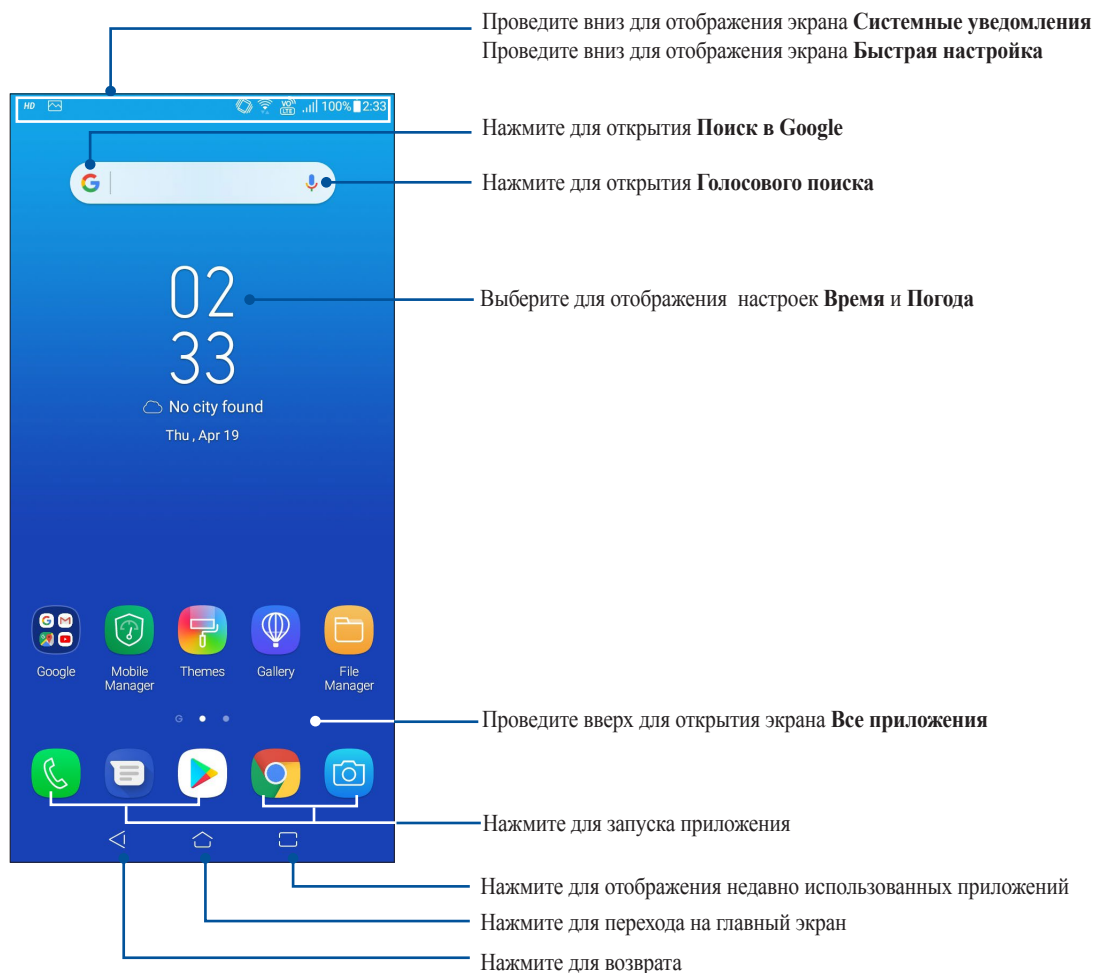 Проведите вниз для отображения экрана Системные уведомления
Проведите вниз для отображения экрана Быстрая настройка
HD VO)) LTE 100% 2:33
Нажмите для открытия Поиск в Google
G
Нажмите для открытия Голосового поиска
02
Выберите для отображения настроек Время и Погода
33
No city found
Thu , Apr 19
Google
Mobile Manager
Themes
Gallery
File Manager
G
Проведите вверх для открытия экрана Все приложения
Нажмите для запуска приложения
Нажмите для отображения недавно использованных приложений
Нажмите для перехода на главный экран
Нажмите для возврата